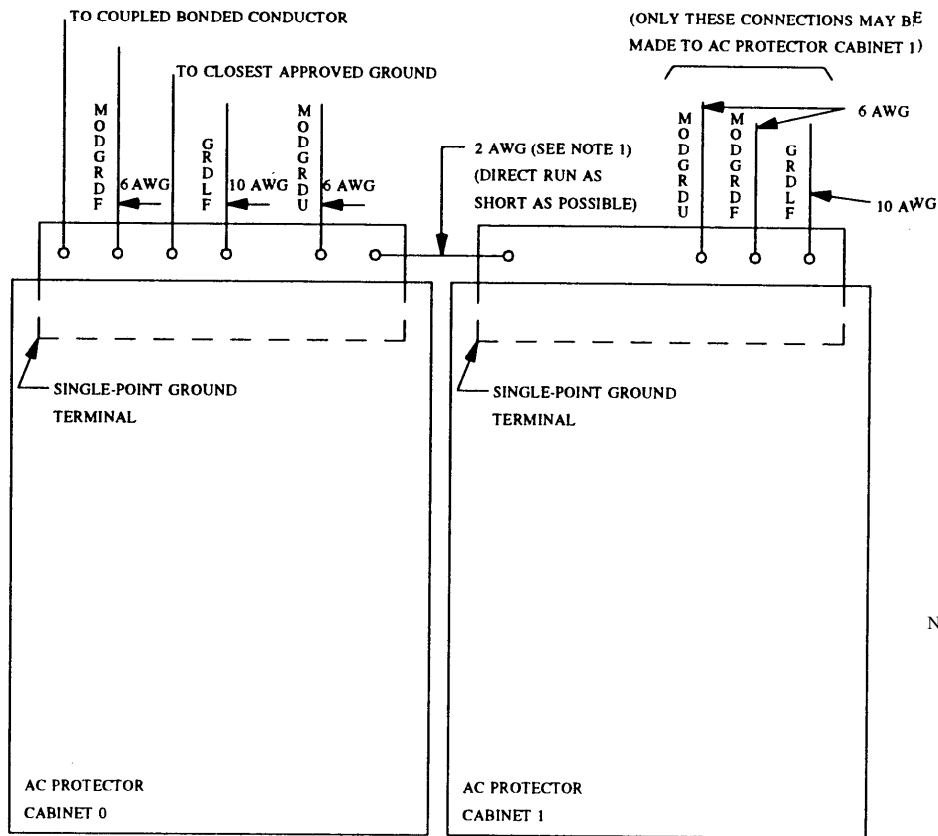 TO COUPLED BONDED CONDUCTOR
(ONLY THESE CONNECTIONS MAY BE
MADE TO AC PROTECTOR CABINET 1)
TO CLOSEST APPROVED GROUND
MODGRDF
6 AWG
GRDLF
10 AWG
MODGRDU
6 AWG
2 AWG (SEE NOTE 1)
(DIRECT RUN AS
SHORT AS POSSIBLE)
MODGRDU
MODGRDF
GRDLF
6 AWG
10 AWG
SINGLE-POINT GROUND
TERMINAL
SINGLE-POINT GROUND
TERMINAL
N
AC PROTECTOR
CABINET 0
AC PROTECTOR
CABINET 1